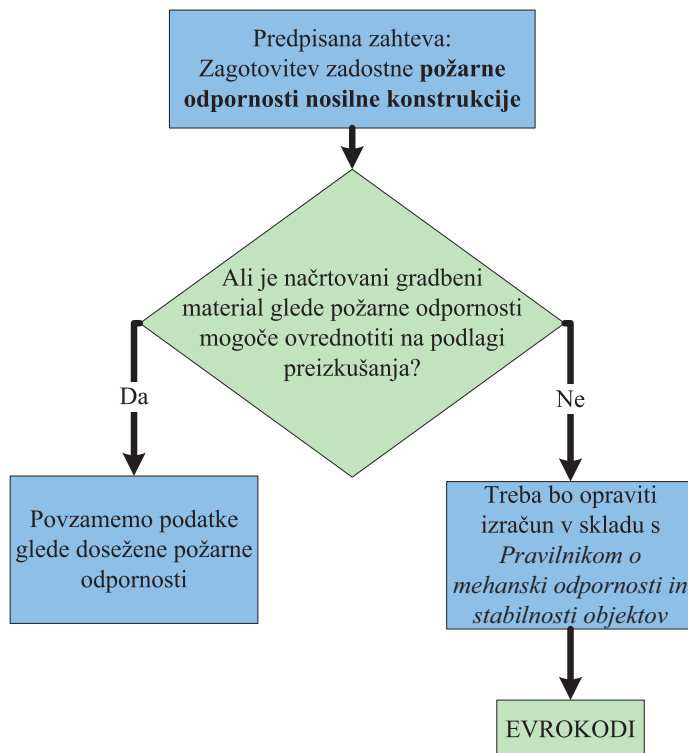 Predpisana zahteva:
Zagotovitev zadostne požarne
odpornosti nosilne konstrukcije
Ali je načrtovani gradbeni
material glede požarne odpornosti
mogoče ovrednotiti na podlagi
preizkušanja?
Da
Ne
Povzamemo podatke
glede dosežene požarne
odpornosti
Treba bo opraviti
izračun v skladu s
Pravilnikom o
mehanski odpornosti in
stabilnosti objektov
EVROKODI